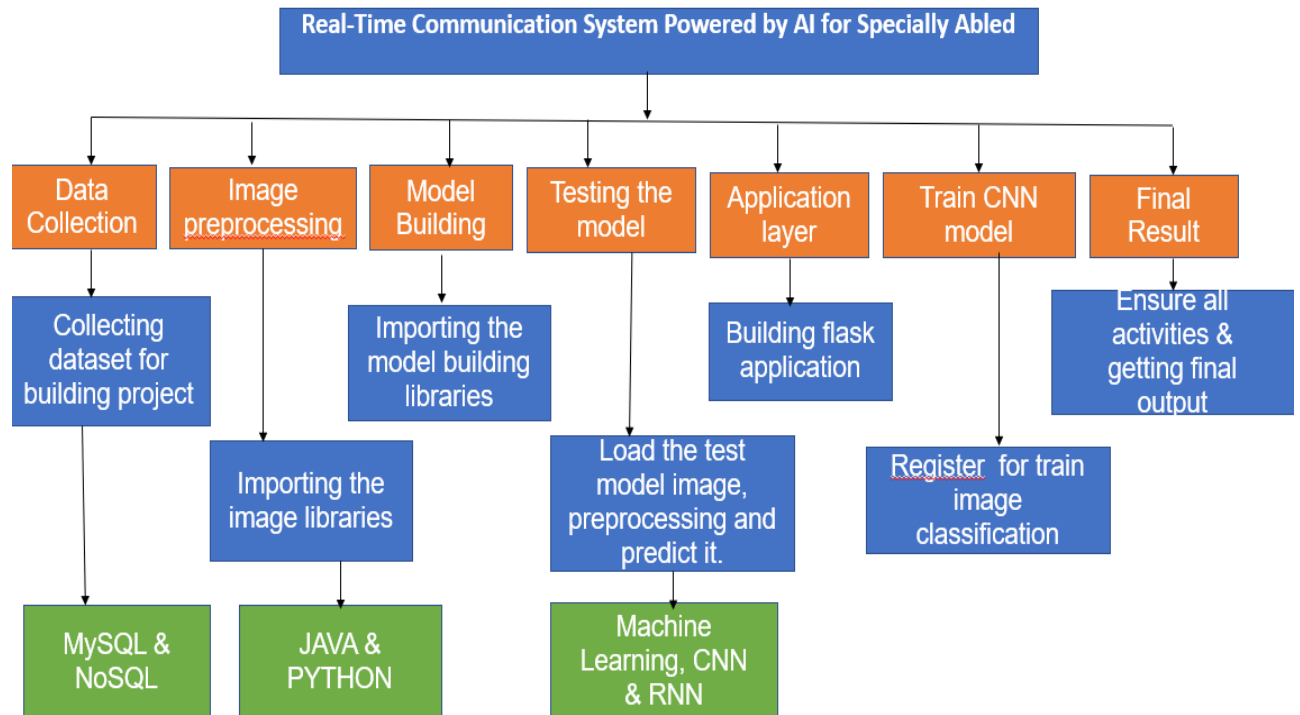 Real-Time Communication System Powered by AI for Specially Abled
Data
Collection
Image
preprocessing
Model
Building
Testing the
model
Application
layer
Train CNN
model
Final
Result
Collecting
dataset for
building project
Importing the
model building
libraries
Building flask
application
Ensure all
activities &
getting final
output
Importing the
image libraries
Load the test
model image,
preprocessing and
predict it.
Register for train
image
classification
MySQL &
NoSQL
JAVA &
PYTHON
Machine
Learning, CNN
& RNN